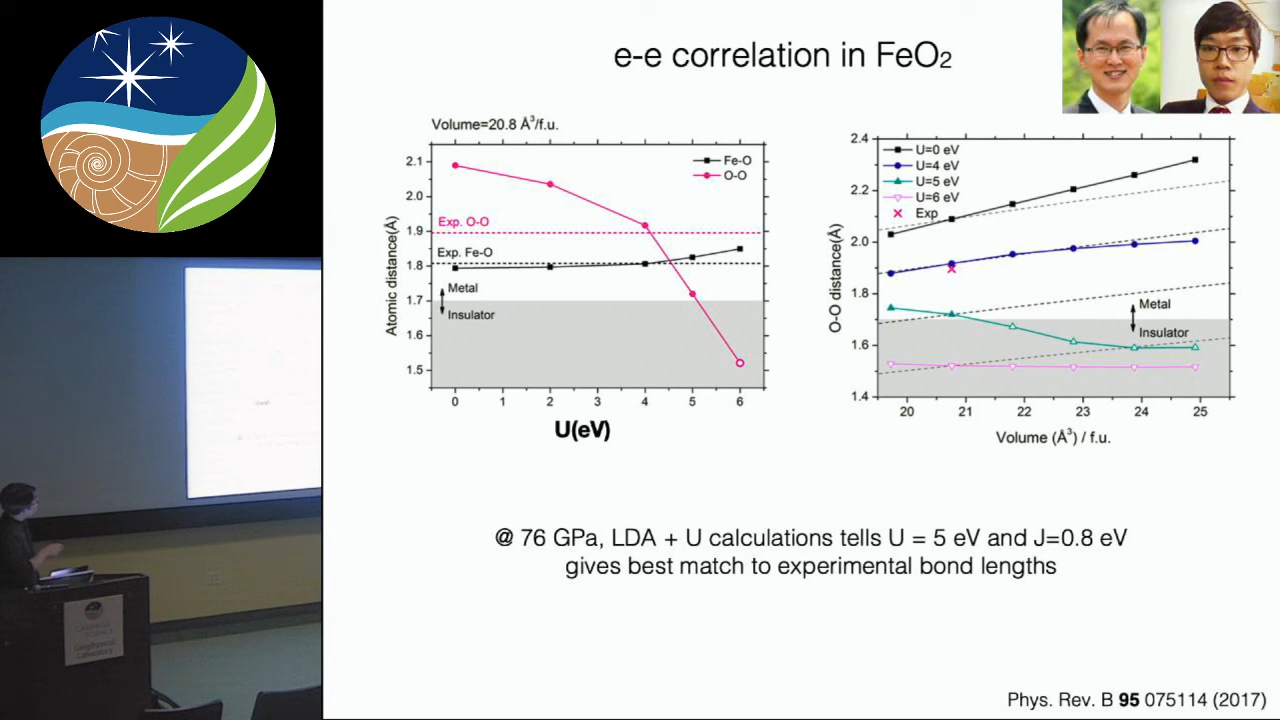 e-e correlation in FeO₂
Volume=20.8 Å³/f.u.
Fe-O
O-O
Exp. O-O
Exp. Fe-O
Metal
Insulator
Atomic distance(Å)
2.1
2.0
1.9
1.8
1.7
1.6
1.5
0 1 2 3 4 5 6
U(eV)
U=0 eV
U=4 eV
U=5 eV
U=6 eV
Exp
Metal
Insulator
O-O distance(Å)
2.4
2.2
2.0
1.8
1.6
1.4
20 21 22 23 24 25
Volume (Å³) / f.u.
@ 76 GPa, LDA + U calculations tells U = 5 eV and J=0.8 eV
gives best match to experimental bond lengths
Phys. Rev. B 95 075114 (2017)
Geophysical
Laboratory